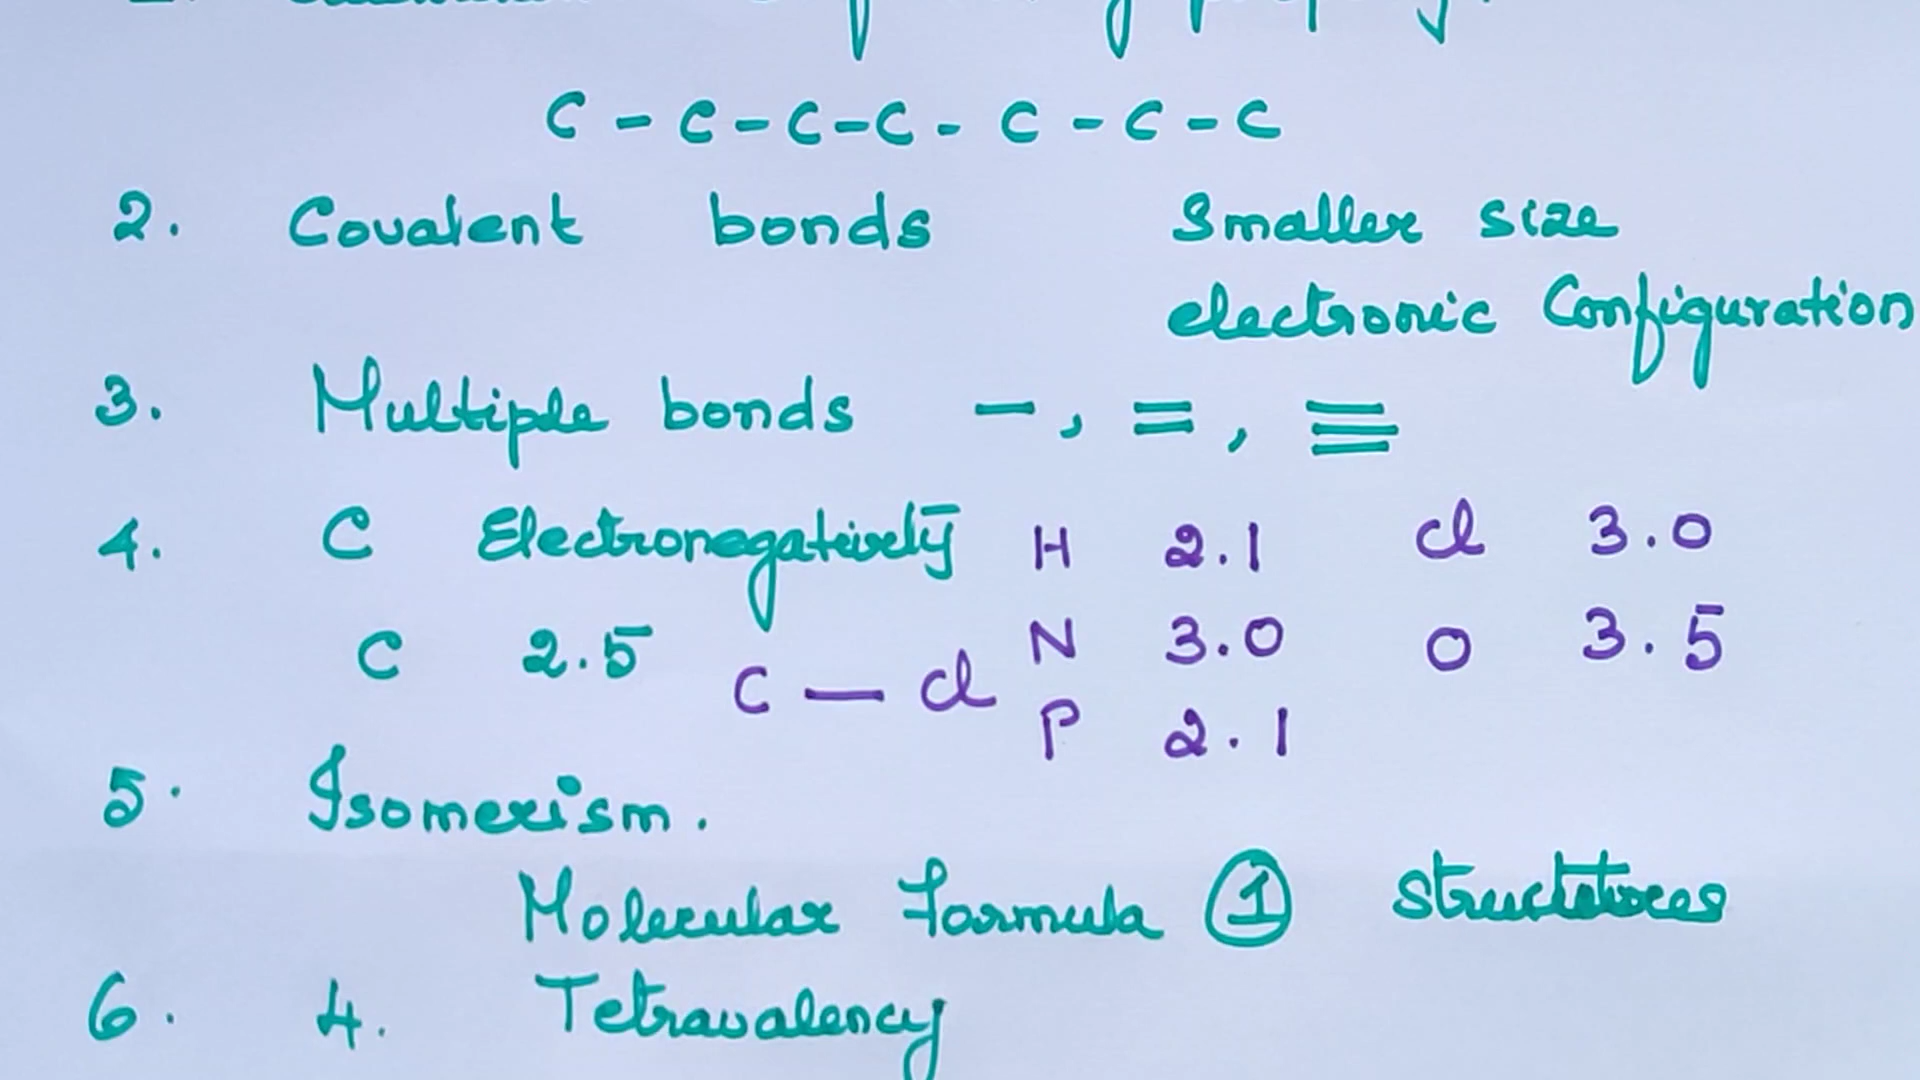 C - C - C - C - C - C - C
2. Covalent bonds Smaller size
electronic Configuration
3. Multiple bonds - , = , ≡
4. C Electronegatively H 2.1 Cl 3.0
C 2.5 C - Cl N 3.0 O 3.5
P 2.1
5. Isomerism.
Molecular Formula ① structures
6. 4. Tetravalency